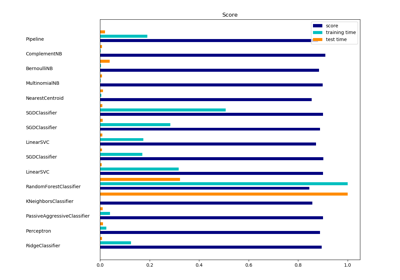 Score
score
training time
test time
Pipeline
ComplementNB
BernoulliNB
MultinomialNB
NearestCentroid
SGDClassifier
SGDClassifier
LinearSVC
SGDClassifier
LinearSVC
RandomForestClassifier
KNeighborsClassifier
PassiveAggressiveClassifier
Perceptron
RidgeClassifier
0.0 0.2 0.4 0.6 0.8 1.0